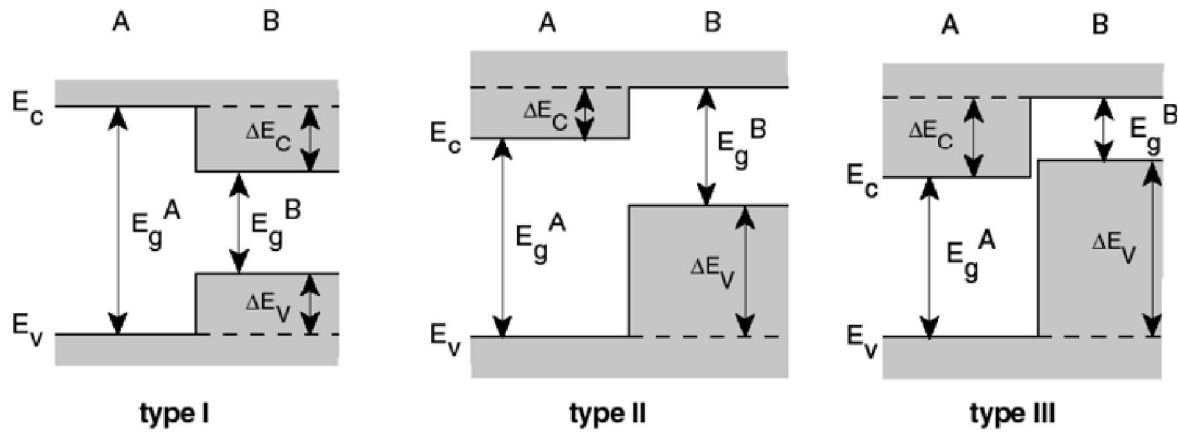 A B
E_c
ΔE_C
E_g^A
E_g^B
ΔE_V
E_v
type I
A B
ΔE_C
E_c
E_g^B
E_g^A
ΔE_V
E_v
type II
A B
ΔE_C
E_g^B
E_c
E_g^A
ΔE_V
E_v
type III